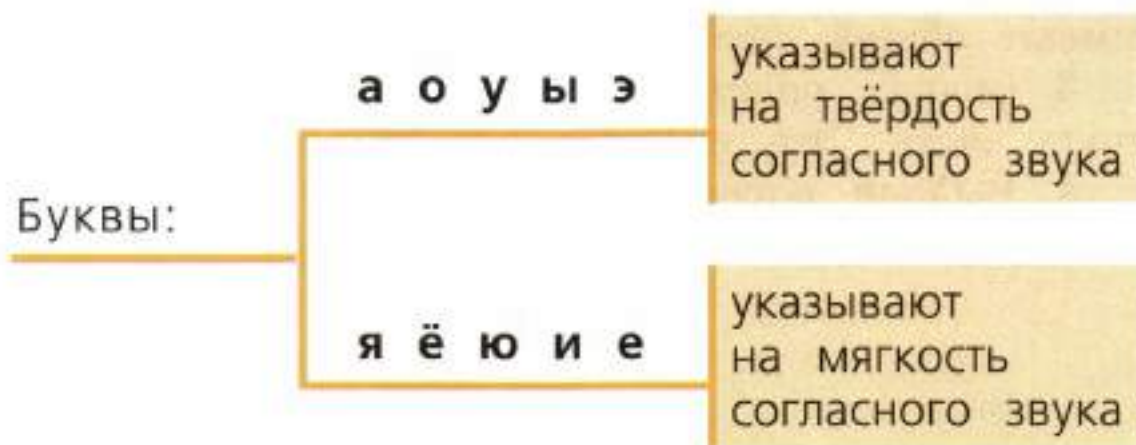 Буквы:
а о у ы э
указывают
на твёрдость
согласного звука
я ё ю и е
указывают
на мягкость
согласного звука